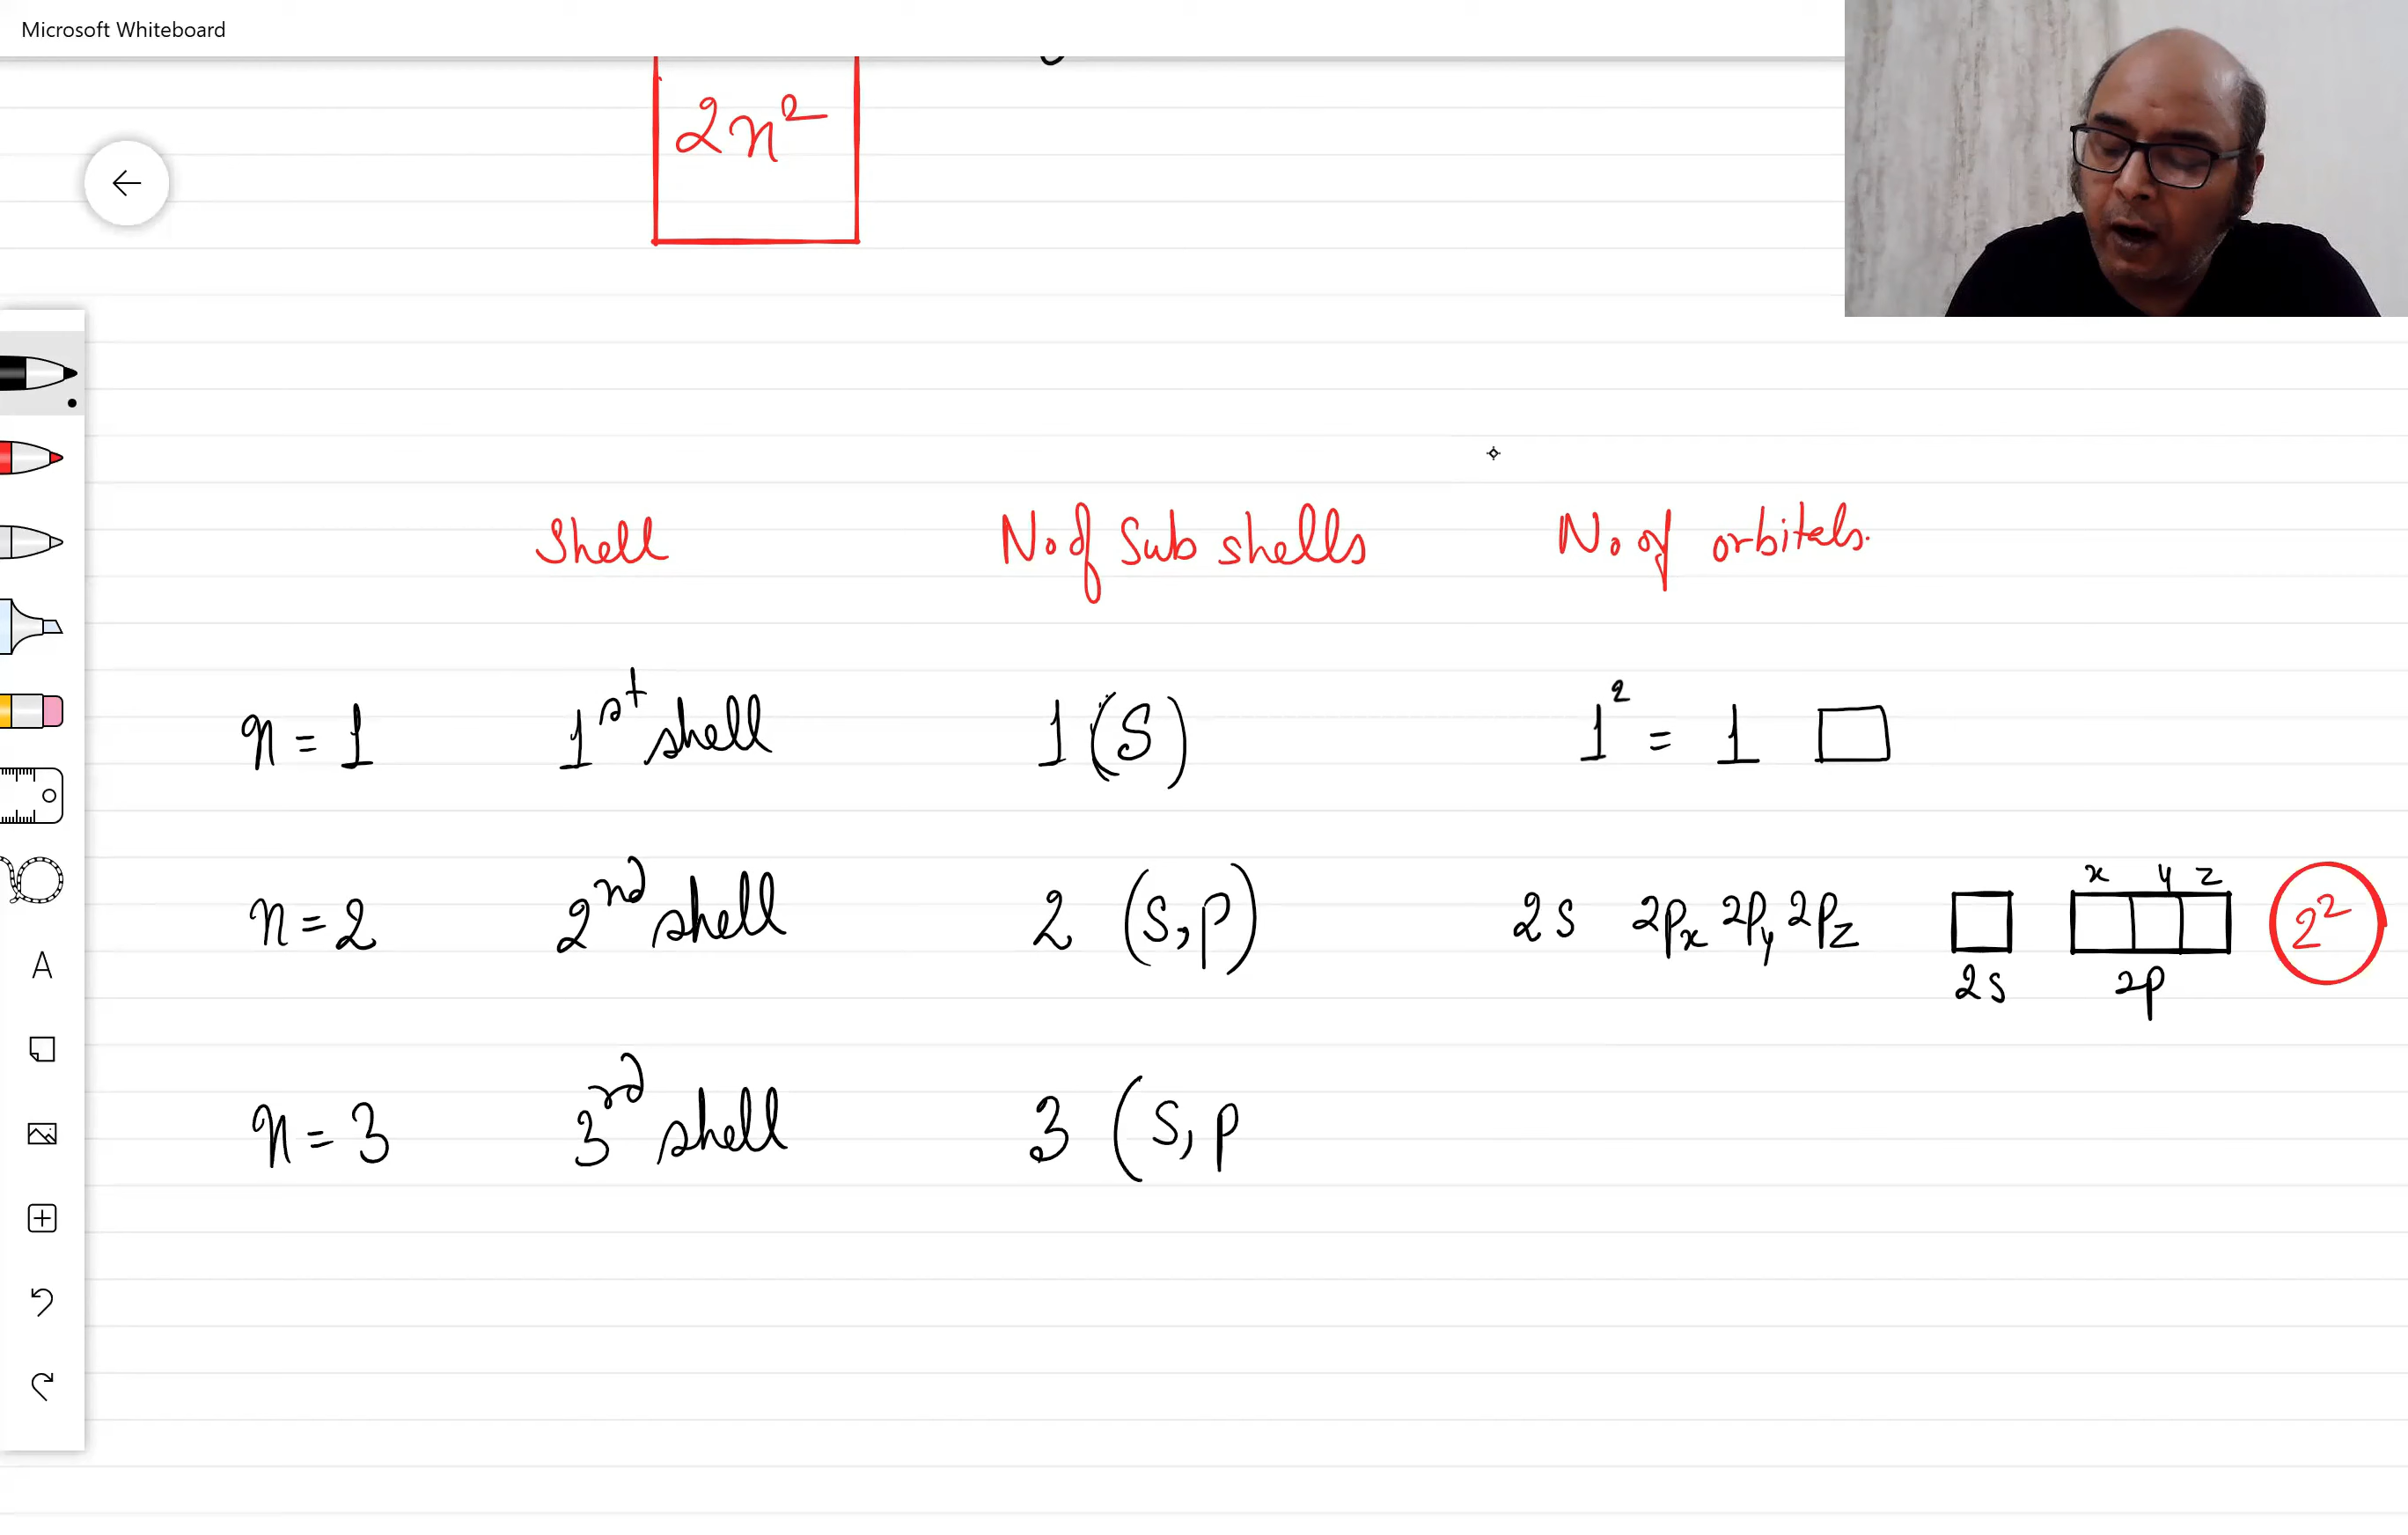 Microsoft Whiteboard
2n²
Shell No of Sub shells No of orbitals.
n = 1 1st shell 1 (S) 1² = 1
x y z
n = 2 2nd shell 2 (S, P) 2s 2px 2py 2pz 2²
2s 2p
n = 3 3rd shell 3 (S, P
A